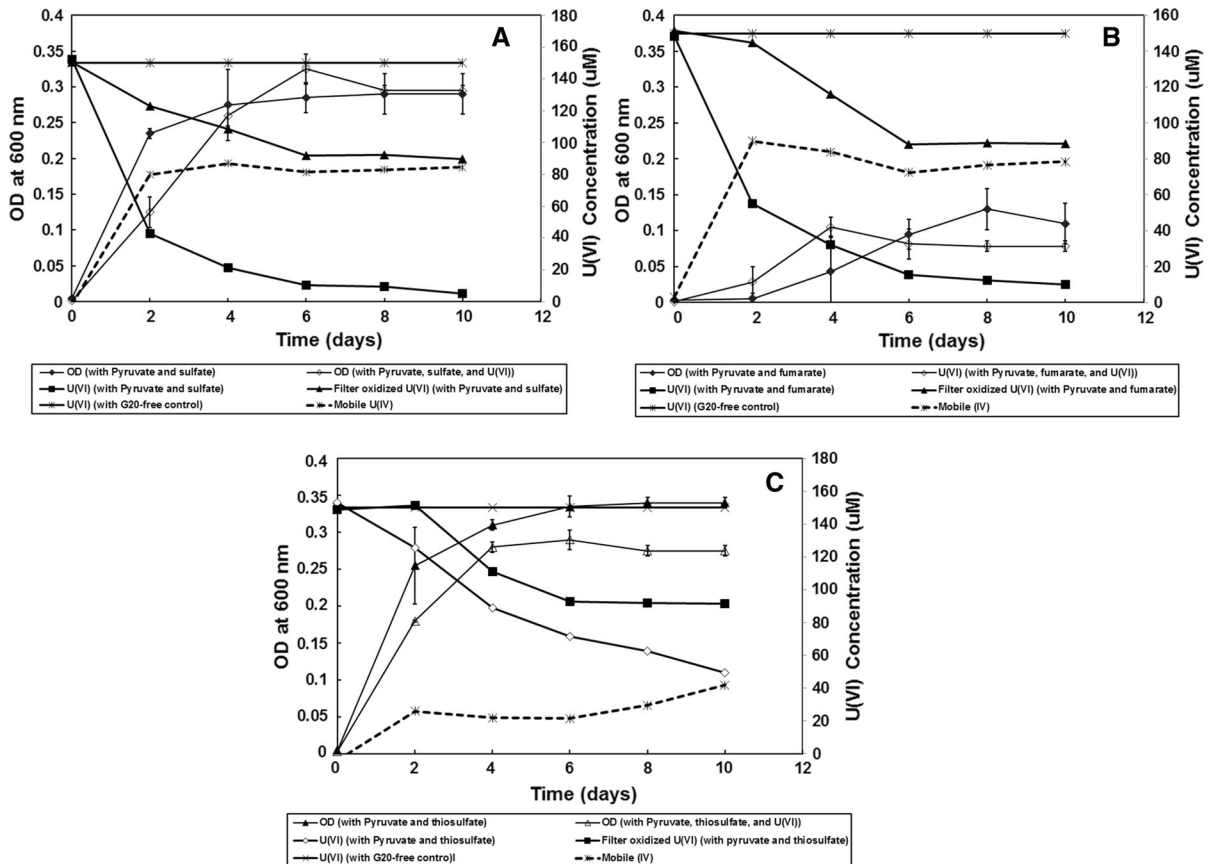 A
OD at 600 nm
0.4
0.35
0.3
0.25
0.2
0.15
0.1
0.05
0
180
160
140
120
100
80
60
40
20
0
U(VI) Concentration (uM)
0 2 4 6 8 10 12
Time (days)
OD (with Pyruvate and sulfate)
OD (with Pyruvate, sulfate, and U(VI))
U(VI) (with Pyruvate and sulfate)
Filter oxidized U(VI) (with Pyruvate and sulfate)
U(VI) (with G20-free control)
Mobile U(IV)
B
OD at 600 nm
0.4
0.35
0.3
0.25
0.2
0.15
0.1
0.05
0
160
140
120
100
80
60
40
20
0
U(VI) Concentration (uM)
0 2 4 6 8 10 12
Time (days)
OD (with Pyruvate and fumarate)
U(VI) (with Pyruvate, fumarate, and U(VI))
U(VI) (with Pyruvate and fumarate)
Filter oxidized U(VI) (with Pyruvate and fumarate)
U(VI) (G20-free control)
Mobile (IV)
C
OD at 600 nm
0.4
0.35
0.3
0.25
0.2
0.15
0.1
0.05
0
180
160
140
120
100
80
60
40
20
0
U(VI) Concentration (uM)
0 2 4 6 8 10 12
Time (days)
OD (with Pyruvate and thiosulfate)
OD (with Pyruvate, thiosulfate, and U(VI))
U(VI) (with Pyruvate and thiosulfate)
Filter oxidized U(VI) (with pyruvate and thiosulfate)
U(VI) (with G20-free control)
Mobile (IV)